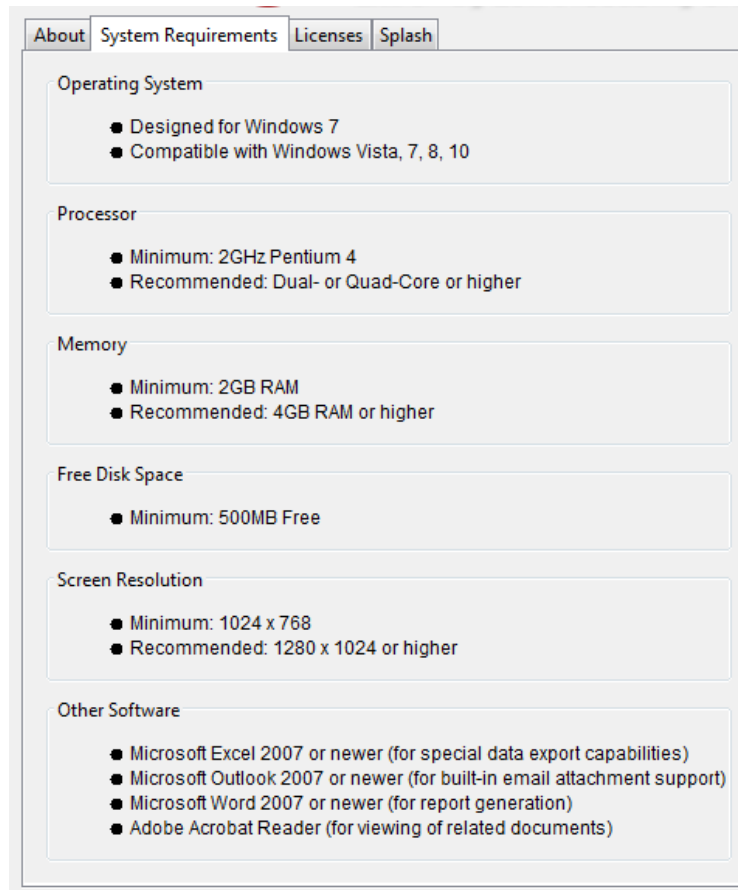 About System Requirements Licenses Splash
Operating System
Designed for Windows 7
Compatible with Windows Vista, 7, 8, 10
Processor
Minimum: 2GHz Pentium 4
Recommended: Dual- or Quad-Core or higher
Memory
Minimum: 2GB RAM
Recommended: 4GB RAM or higher
Free Disk Space
Minimum: 500MB Free
Screen Resolution
Minimum: 1024 x 768
Recommended: 1280 x 1024 or higher
Other Software
Microsoft Excel 2007 or newer (for special data export capabilities)
Microsoft Outlook 2007 or newer (for built-in email attachment support)
Microsoft Word 2007 or newer (for report generation)
Adobe Acrobat Reader (for viewing of related documents)